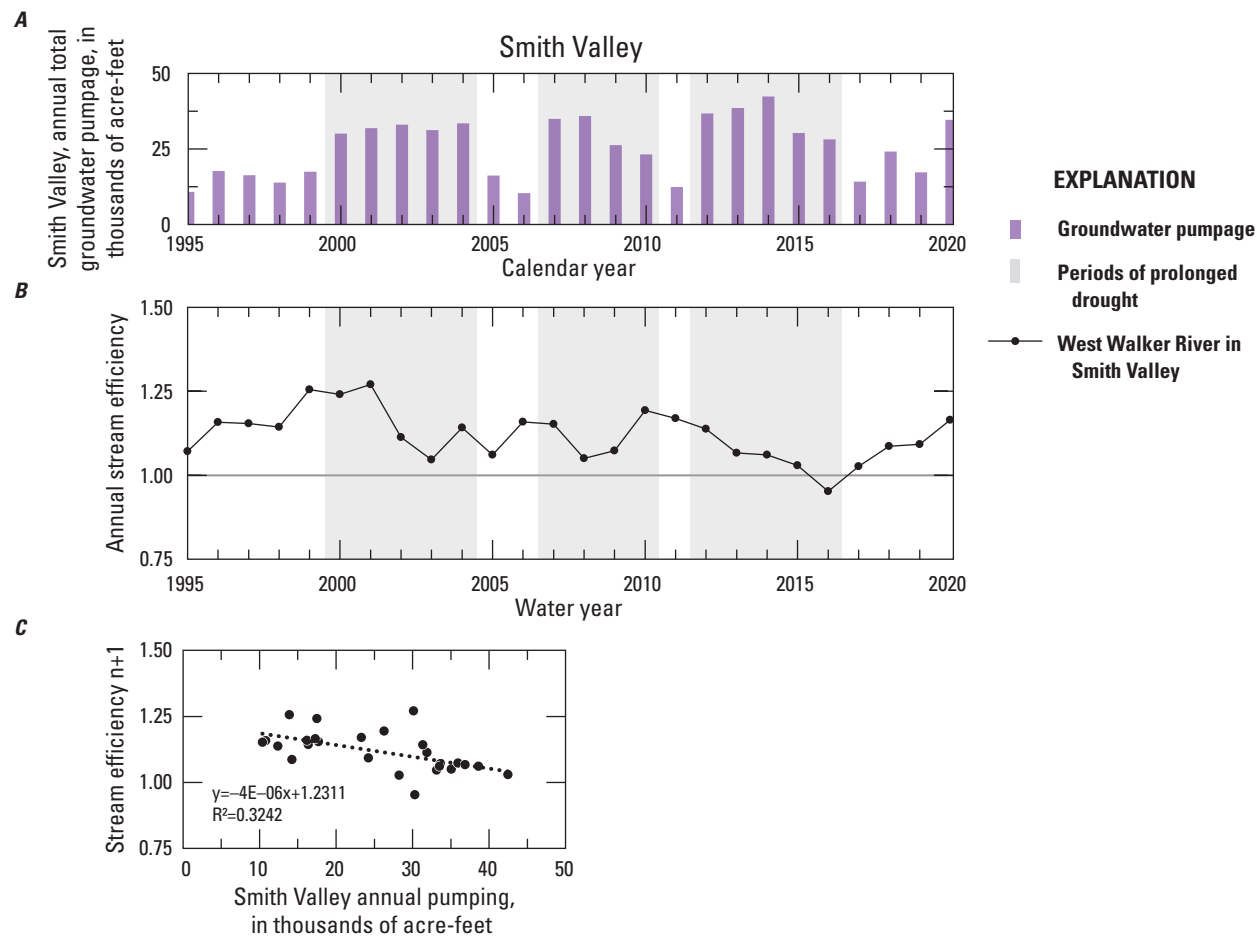 A
Smith Valley
Smith Valley, annual total
groundwater pumpage, in
thousands of acre-feet
50
25
0
1995 2000 2005 2010 2015 2020
Calendar year
B
Annual stream efficiency
1.50
1.25
1.00
0.75
1995 2000 2005 2010 2015 2020
Water year
C
Stream efficiency n+1
1.50
1.25
1.00
0.75
y=–4E–06x+1.2311
R²=0.3242
0 10 20 30 40 50
Smith Valley annual pumping,
in thousands of acre-feet
EXPLANATION
Groundwater pumpage
Periods of prolonged
drought
West Walker River in
Smith Valley